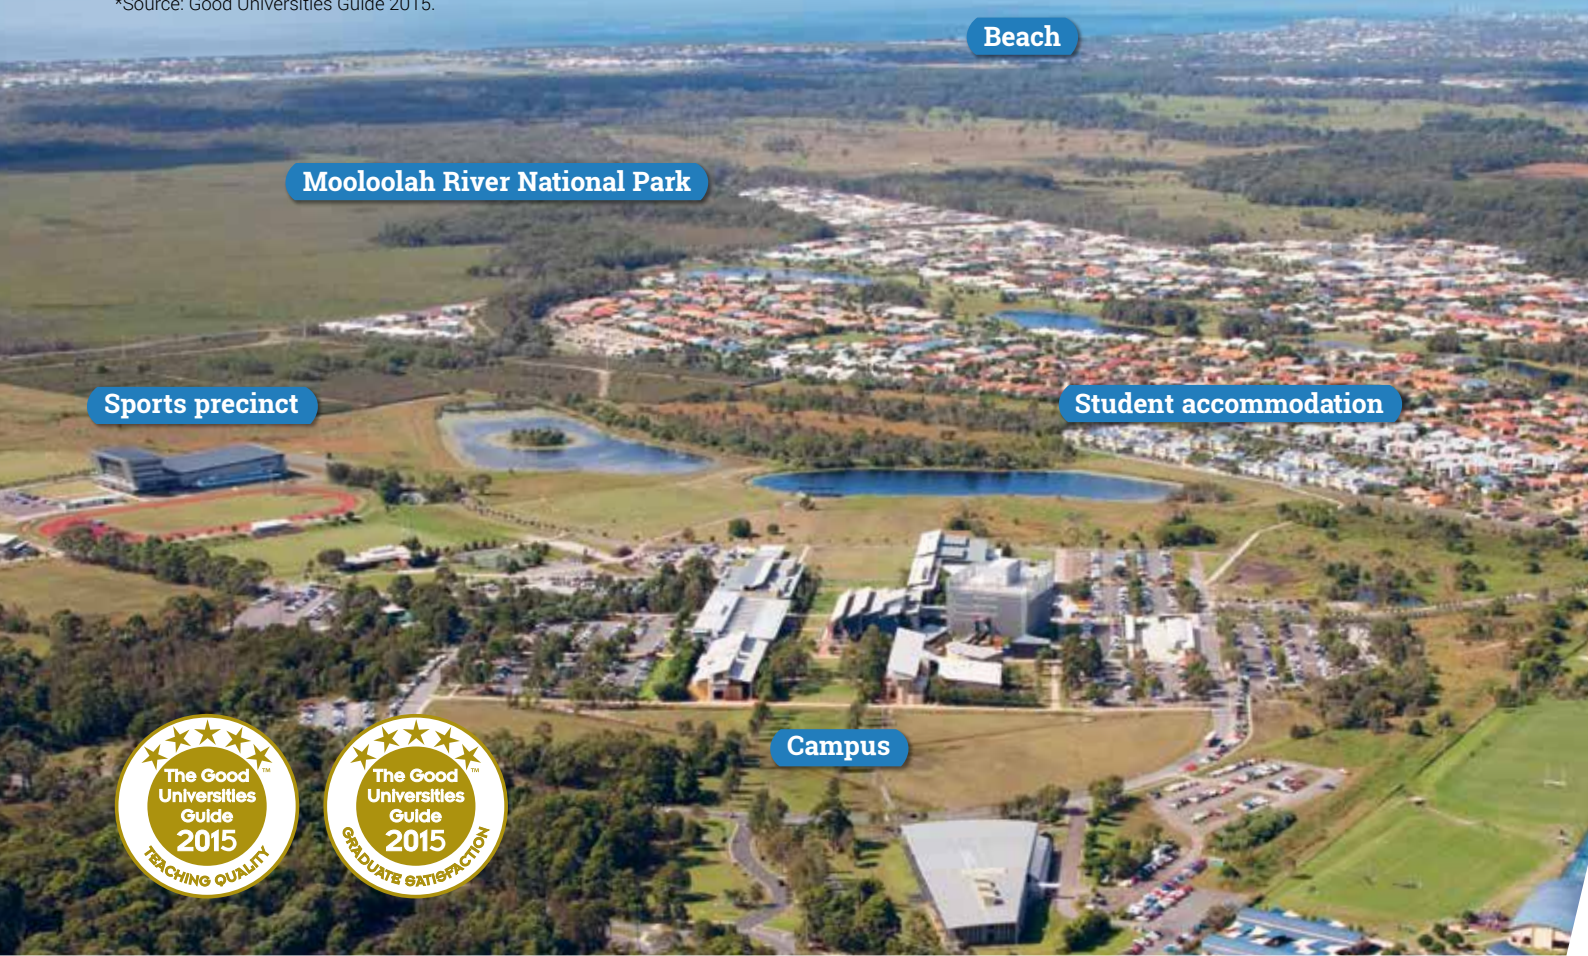 *Source: Good Universities Guide 2015.
Beach
Mooloolah River National Park
Sports precinct
Student accommodation
Campus
The Good
Universities
Guide
2015
TEACHING QUALITY
The Good
Universities
Guide
2015
GRADUATE SATISFACTION